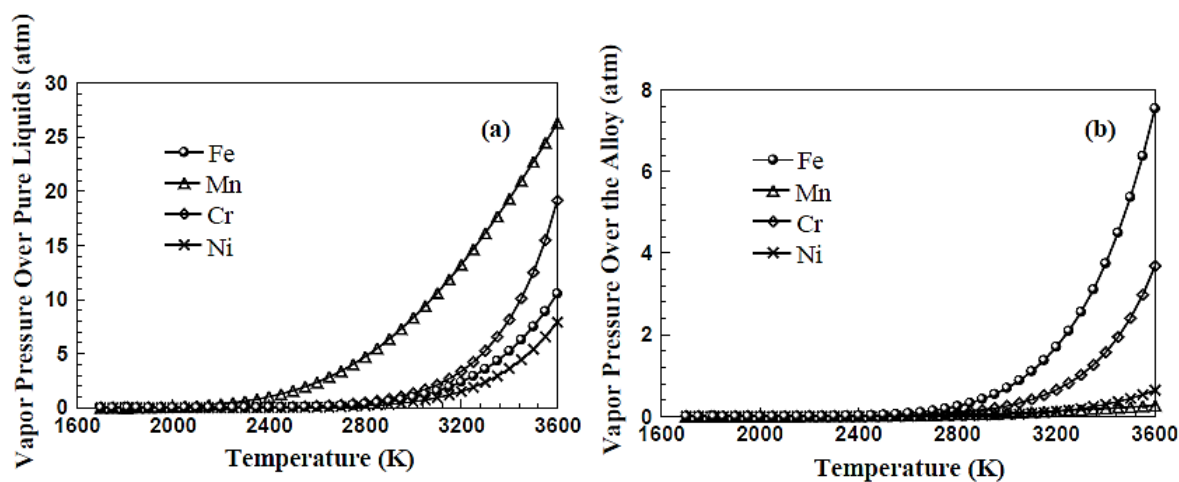 Vapor Pressure Over Pure Liquids (atm)
30
25
20
15
10
5
0
(a)
Fe
Mn
Cr
Ni
1600 2000 2400 2800 3200 3600
Temperature (K)
Vapor Pressure Over the Alloy (atm)
8
6
4
2
0
(b)
Fe
Mn
Cr
Ni
1600 2000 2400 2800 3200 3600
Temperature (K)